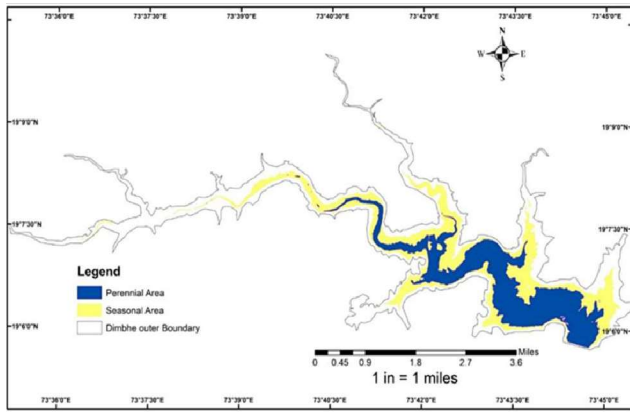 73°36'0"E 73°37'30"E 73°39'0"E 73°40'30"E 73°42'0"E 73°43'30"E 73°45'0"E
N
W E
S
19°9'0"N 19°9'0"N
19°7'30"N 19°7'30"N
Legend
Perennial Area
Seasonal Area
Dimbhe outer Boundary
19°6'0"N 19°6'0"N
Miles
0 0.45 0.9 1.8 2.7 3.6
1 in = 1 miles
73°36'0"E 73°37'30"E 73°39'0"E 73°40'30"E 73°42'0"E 73°43'30"E 73°45'0"E